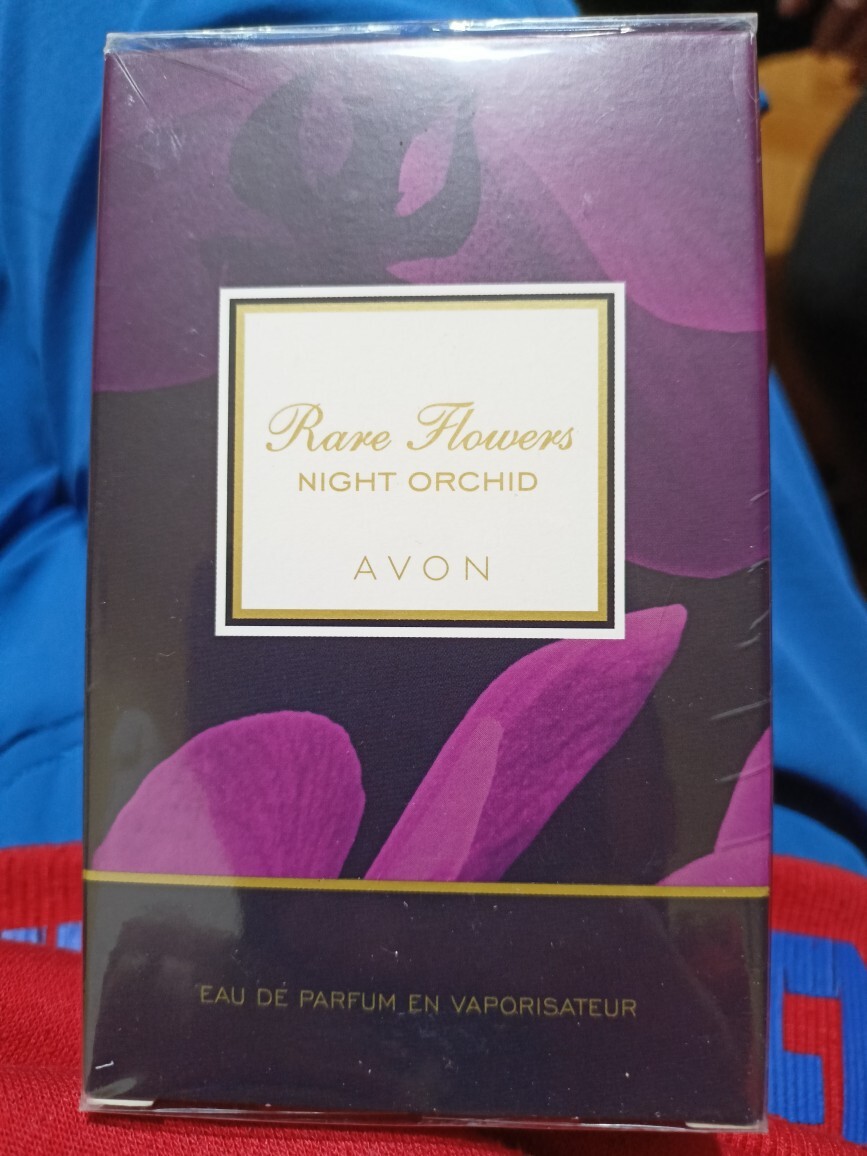 Rare Flowers
NIGHT ORCHID
AVON
EAU DE PARFUM EN VAPORISATEUR